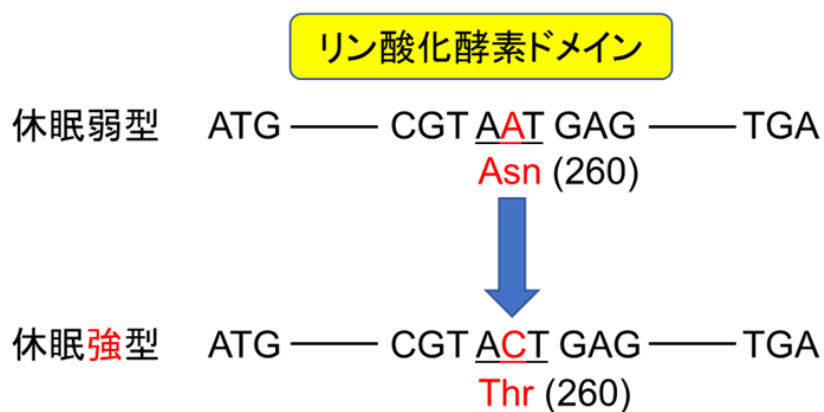 リン酸化酵素ドメイン
休眠弱型 ATG CGT AAT GAG TGA
Asn (260)
休眠強型 ATG CGT ACT GAG TGA
Thr (260)